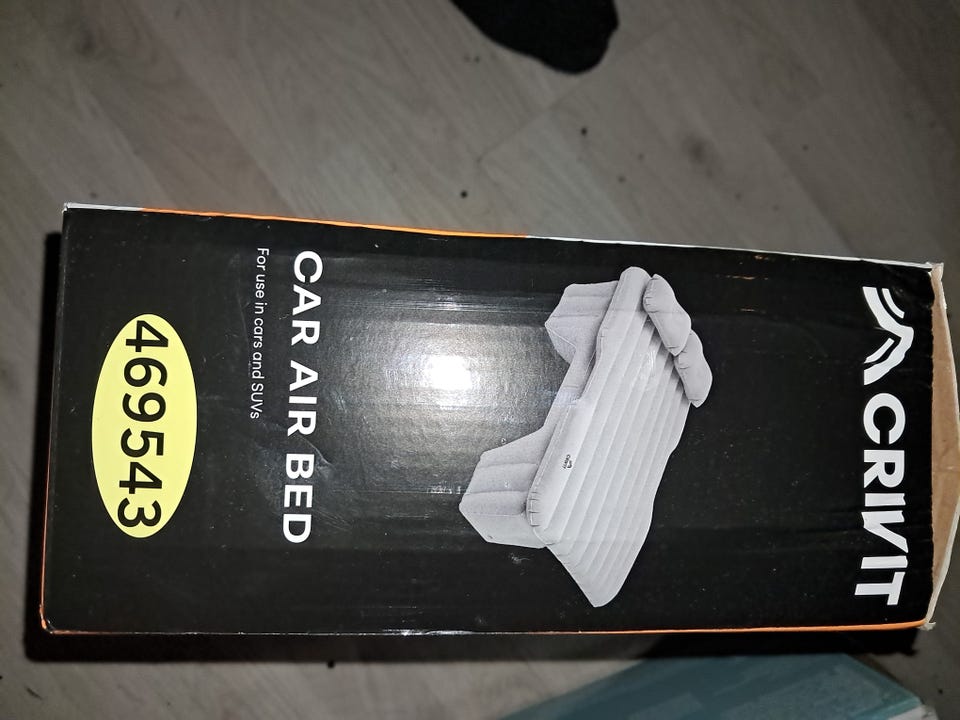 CRIVIT
CAR AIR BED
For use in cars and SUVs
469543